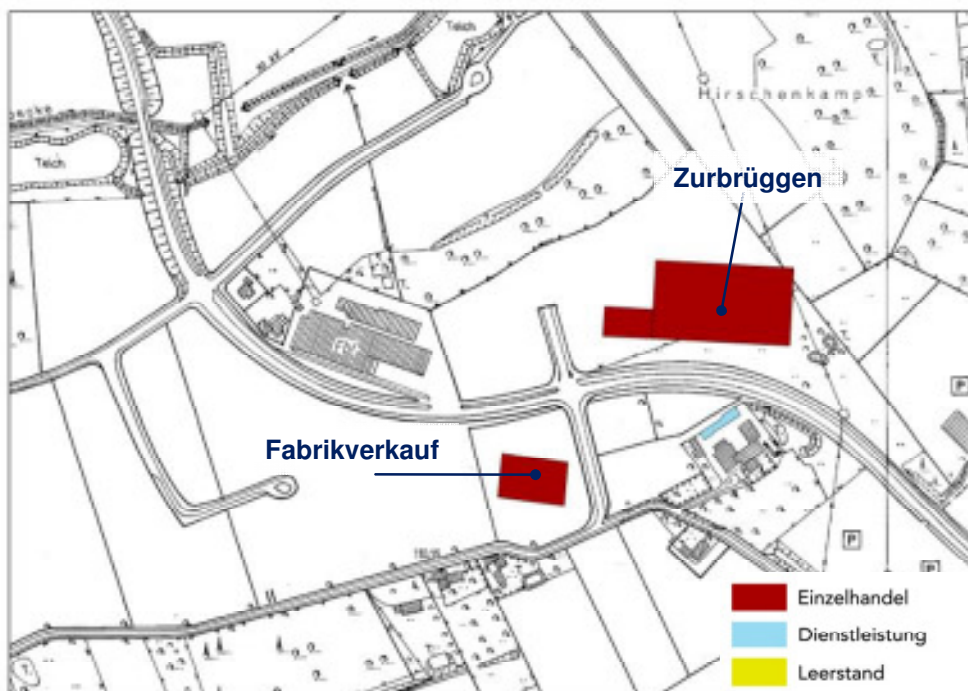 Teich
Hirschenkamp
Teich
Zurbrüggen
Fabrikverkauf
P
P
P
Einzelhandel
Dienstleistung
Leerstand